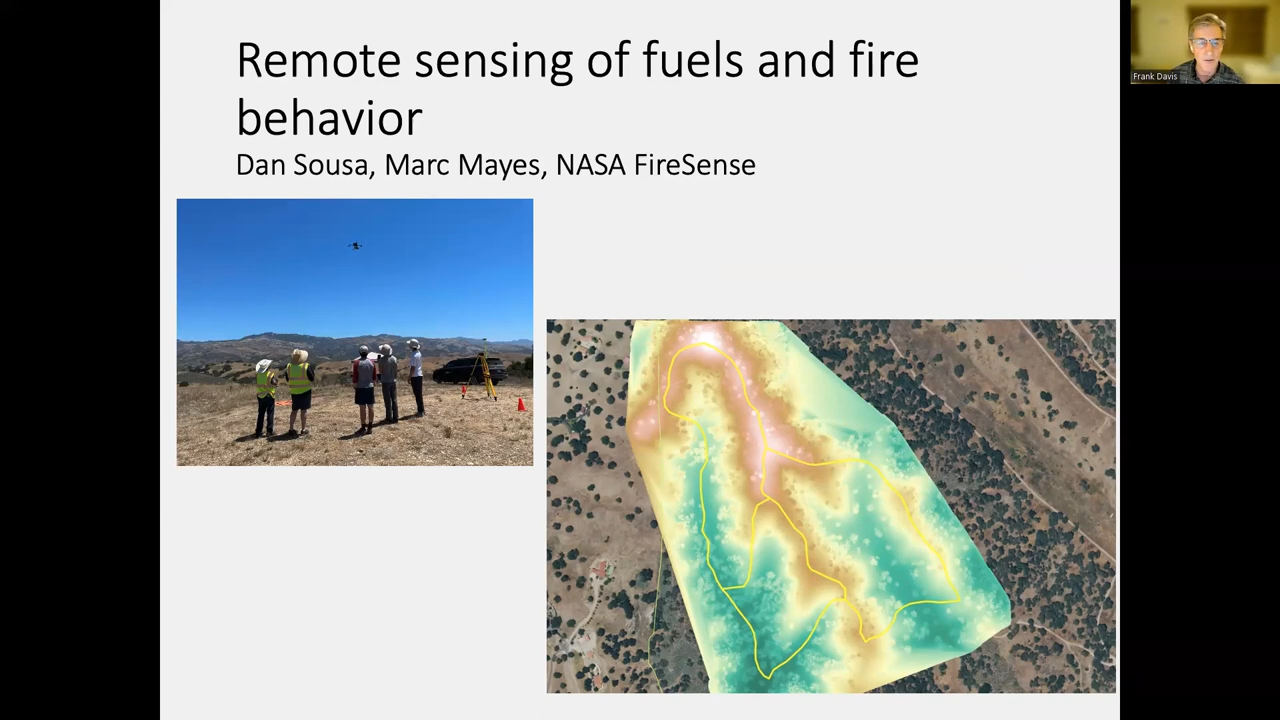 Remote sensing of fuels and fire
behavior
Dan Sousa, Marc Mayes, NASA FireSense
Frank Davis